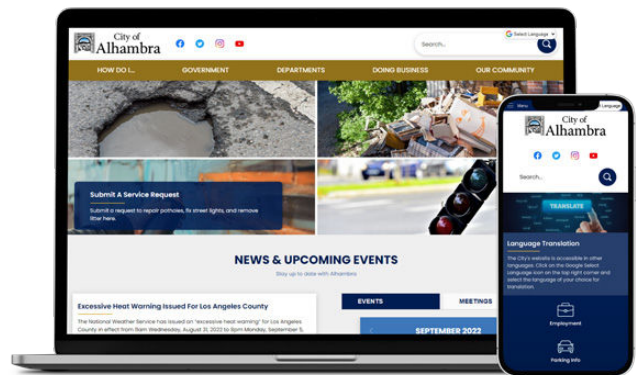 City of
Alhambra
Search...
Select Language
HOW DO I...
GOVERNMENT
DEPARTMENTS
DOING BUSINESS
OUR COMMUNITY
Submit A Service Request
Submit a request to repair potholes, fix street lights, and remove
litter here.
NEWS & UPCOMING EVENTS
Stay up to date with Alhambra
Excessive Heat Warning Issued For Los Angeles
County
The National Weather Service has issued an "excessive heat warning" for Los Angeles
County in effect from 11am Wednesday, August 31, 2022 to 8pm Monday, September 5,
EVENTS
MEETINGS
SEPTEMBER 2022
Menu
Language
City of
Alhambra
Search...
TRANSLATE
Language Translation
The City's website is accessible in other
languages. Click on the Google Select
Language icon on the top right corner and
select the language of your choice for
translation.
Employment
Parking Info